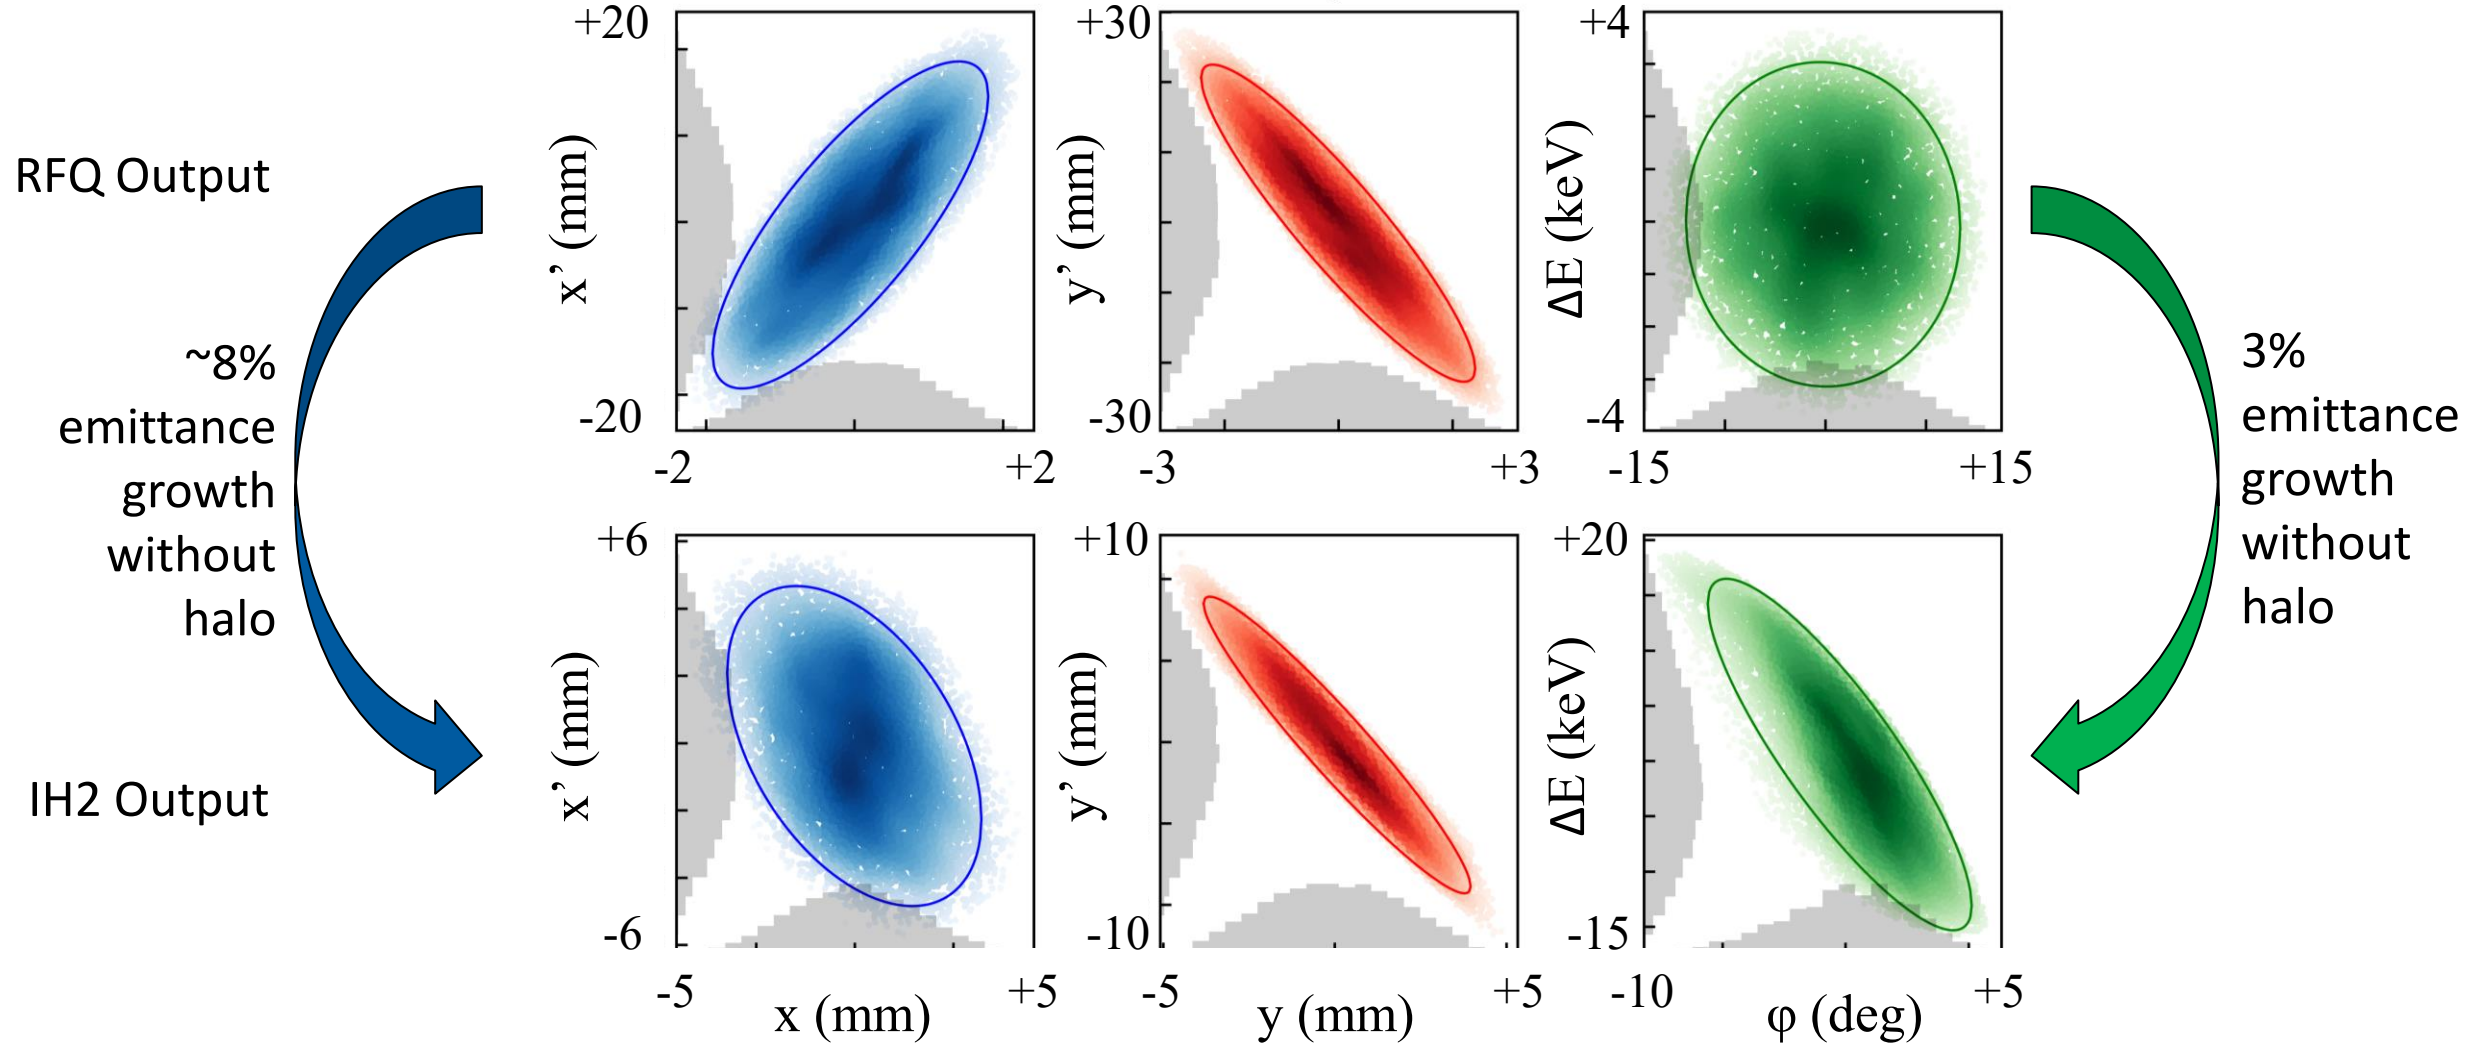 RFQ Output
~8%
emittance
growth
without
halo
IH2 Output
+20
x’ (mm)
-20
-2
+2
+30
y’ (mm)
-30
-3
+3
+4
ΔE (keV)
-4
-15
+15
+6
x’ (mm)
-6
-5
+5
x (mm)
+10
y’ (mm)
-10
-5
+5
y (mm)
+20
ΔE (keV)
-15
-10
+5
φ (deg)
3%
emittance
growth
without
halo